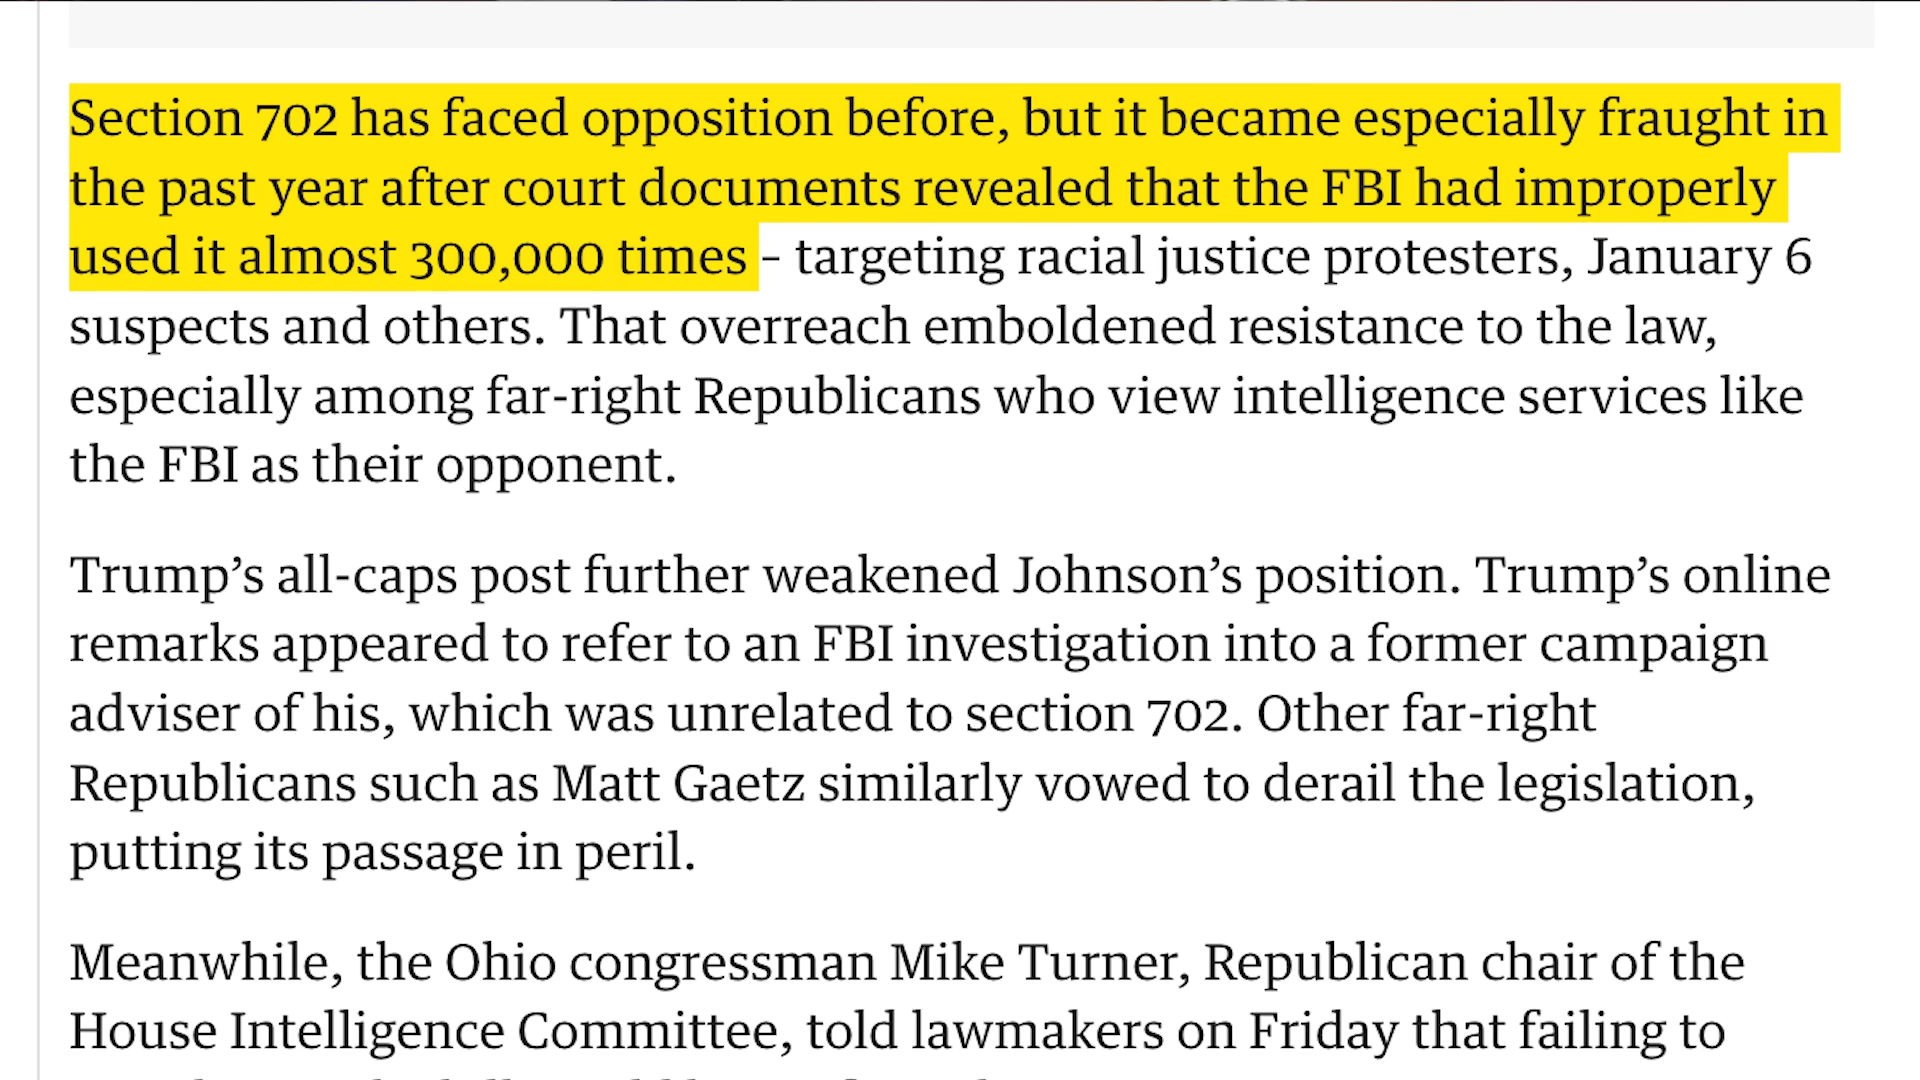 Section 702 has faced opposition before, but it became especially fraught in
the past year after court documents revealed that the FBI had improperly
used it almost 300,000 times – targeting racial justice protesters, January 6
suspects and others. That overreach emboldened resistance to the law,
especially among far-right Republicans who view intelligence services like
the FBI as their opponent.
Trump’s all-caps post further weakened Johnson’s position. Trump’s online
remarks appeared to refer to an FBI investigation into a former campaign
adviser of his, which was unrelated to section 702. Other far-right
Republicans such as Matt Gaetz similarly vowed to derail the legislation,
putting its passage in peril.
Meanwhile, the Ohio congressman Mike Turner, Republican chair of the
House Intelligence Committee, told lawmakers on Friday that failing to